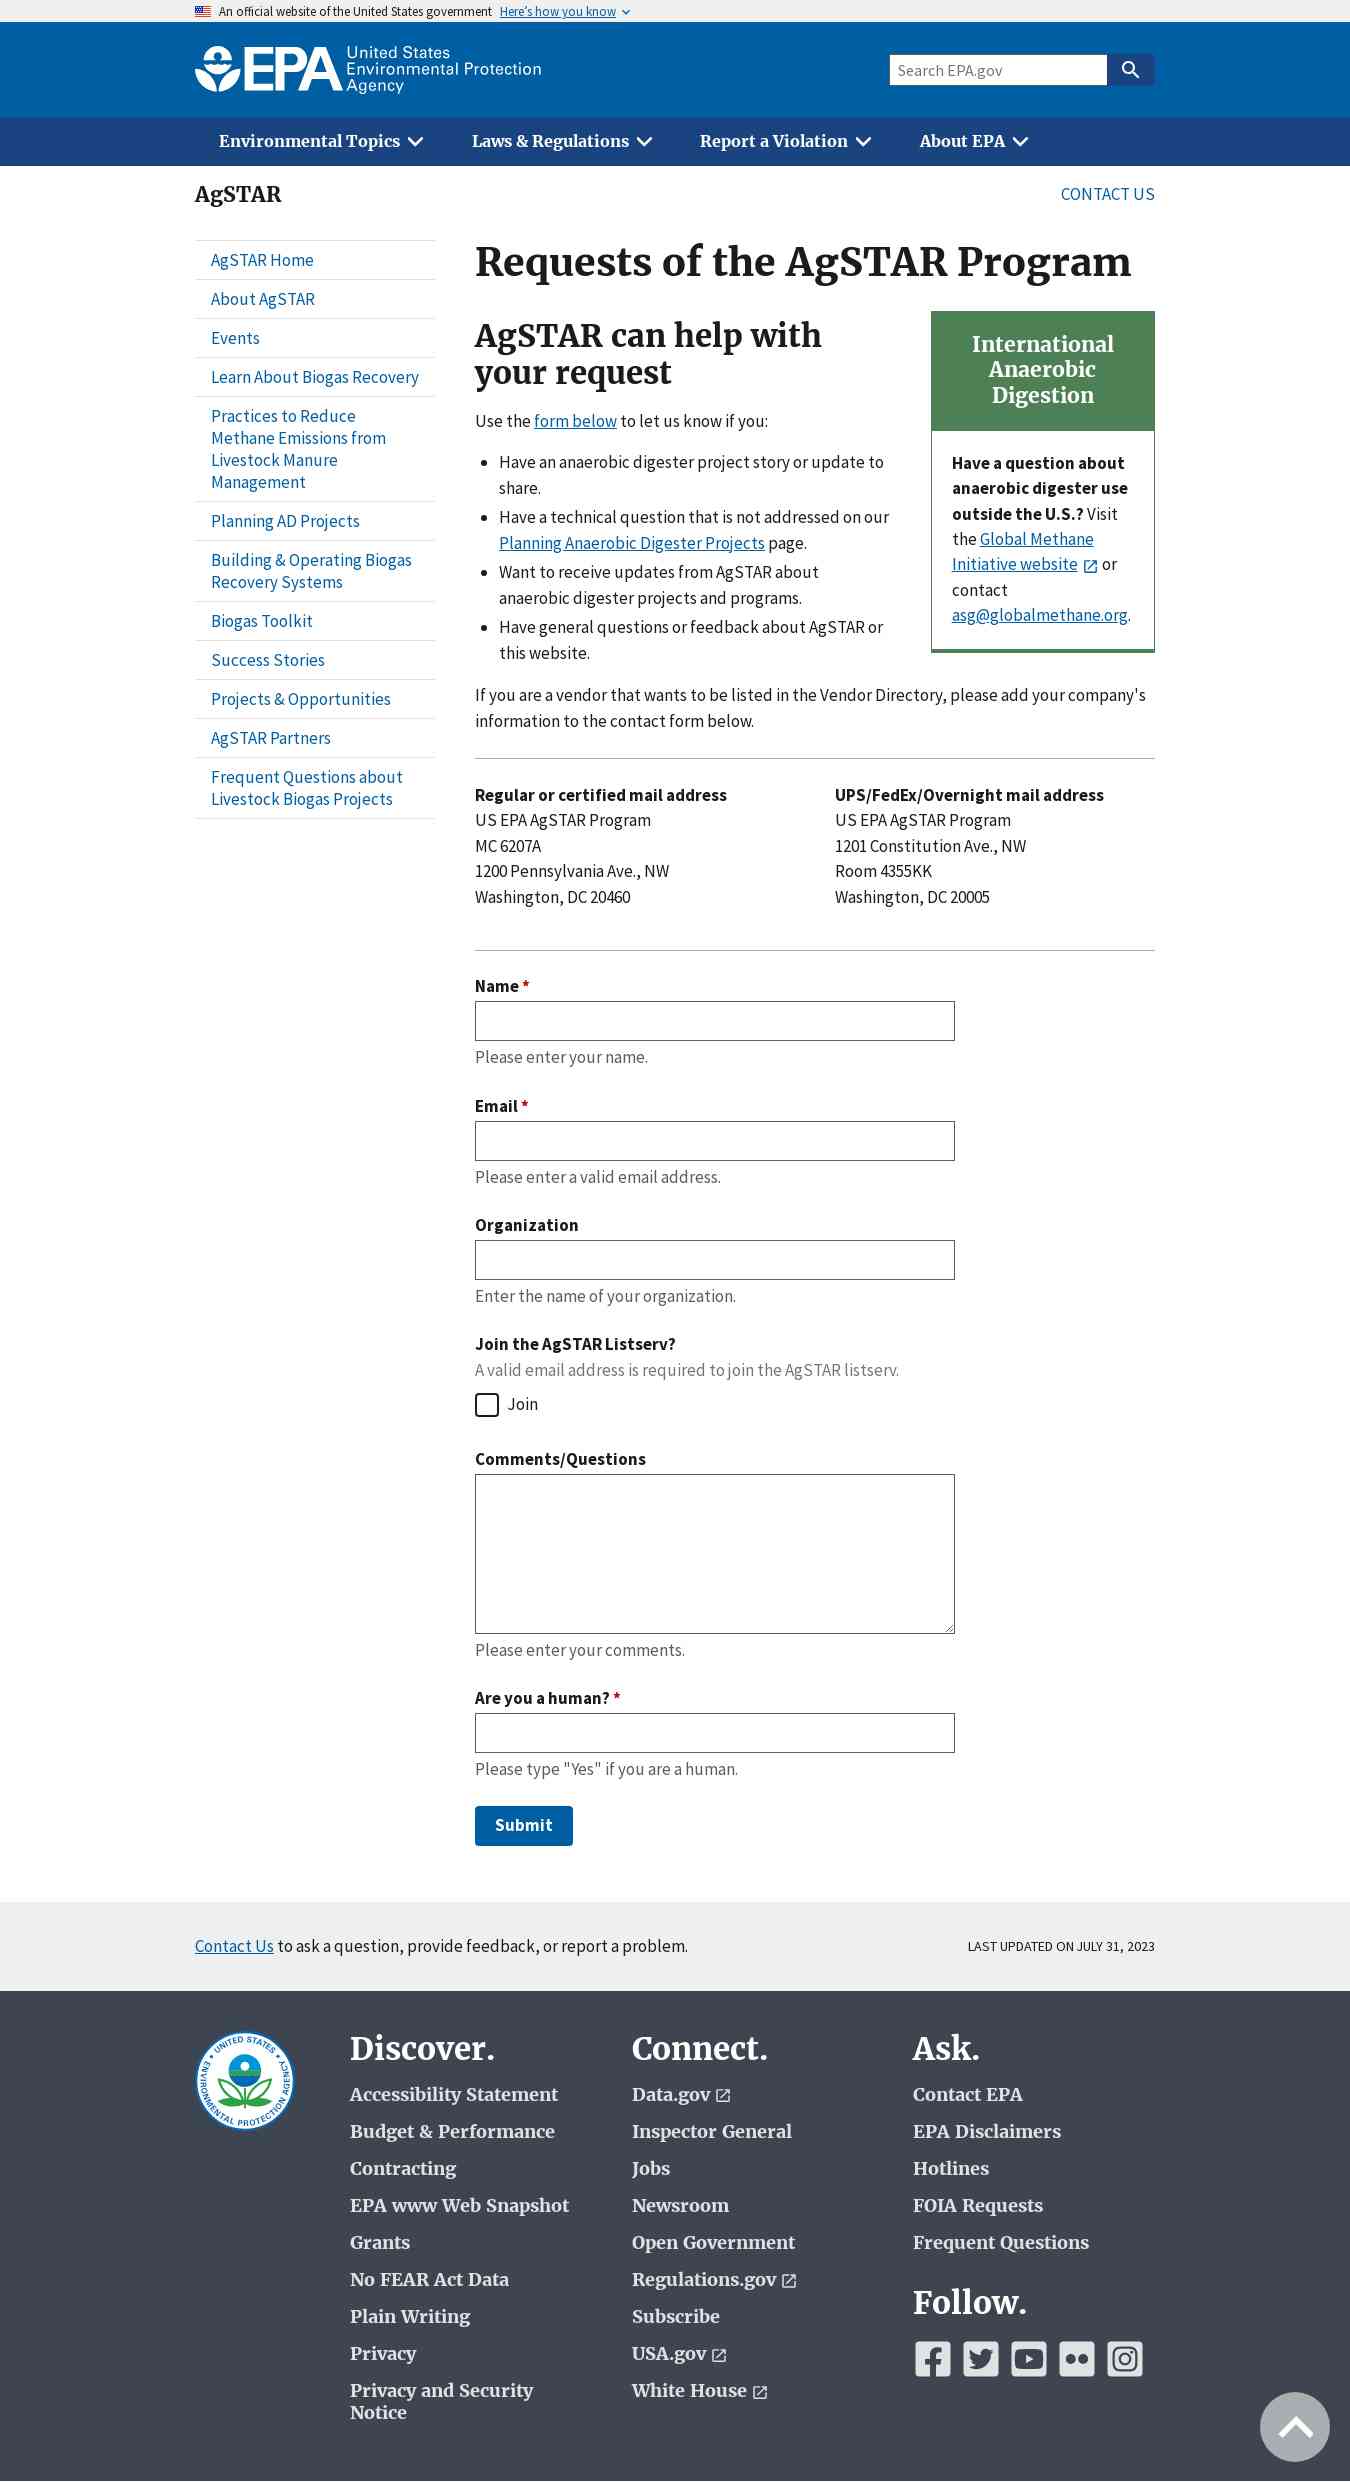 An official website of the United States government Here's how you know
EPA United States
Environmental Protection
Agency
Search EPA.gov
Environmental Topics
Laws & Regulations
Report a Violation
About EPA
AgSTAR
CONTACT US
AgSTAR Home
About AgSTAR
Events
Learn About Biogas Recovery
Practices to Reduce
Methane Emissions from
Livestock Manure
Management
Planning AD Projects
Building & Operating Biogas
Recovery Systems
Biogas Toolkit
Success Stories
Projects & Opportunities
AgSTAR Partners
Frequent Questions about
Livestock Biogas Projects
Requests of the AgSTAR Program
AgSTAR can help with
your request
Use the form below to let us know if you:
Have an anaerobic digester project story or update to
share.
Have a technical question that is not addressed on our
Planning Anaerobic Digester Projects page.
Want to receive updates from AgSTAR about
anaerobic digester projects and programs.
Have general questions or feedback about AgSTAR or
this website.
International
Anaerobic
Digestion
Have a question about
anaerobic digester use
outside the U.S.? Visit
the Global Methane
Initiative website or
contact
asg@globalmethane.org.
If you are a vendor that wants to be listed in the Vendor Directory, please add your company's
information to the contact form below.
Regular or certified mail address
US EPA AgSTAR Program
MC 6207A
1200 Pennsylvania Ave., NW
Washington, DC 20460
UPS/FedEx/Overnight mail address
US EPA AgSTAR Program
1201 Constitution Ave., NW
Room 4355KK
Washington, DC 20005
Name *
Please enter your name.
Email *
Please enter a valid email address.
Organization
Enter the name of your organization.
Join the AgSTAR Listserv?
A valid email address is required to join the AgSTAR listserv.
Join
Comments/Questions
Please enter your comments.
Are you a human? *
Please type "Yes" if you are a human.
Submit
Contact Us to ask a question, provide feedback, or report a problem.
LAST UPDATED ON JULY 31, 2023
UNITED STATES
ENVIRONMENTAL PROTECTION AGENCY
Discover.
Accessibility Statement
Budget & Performance
Contracting
EPA www Web Snapshot
Grants
No FEAR Act Data
Plain Writing
Privacy
Privacy and Security
Notice
Connect.
Data.gov
Inspector General
Jobs
Newsroom
Open Government
Regulations.gov
Subscribe
USA.gov
White House
Ask.
Contact EPA
EPA Disclaimers
Hotlines
FOIA Requests
Frequent Questions
Follow.